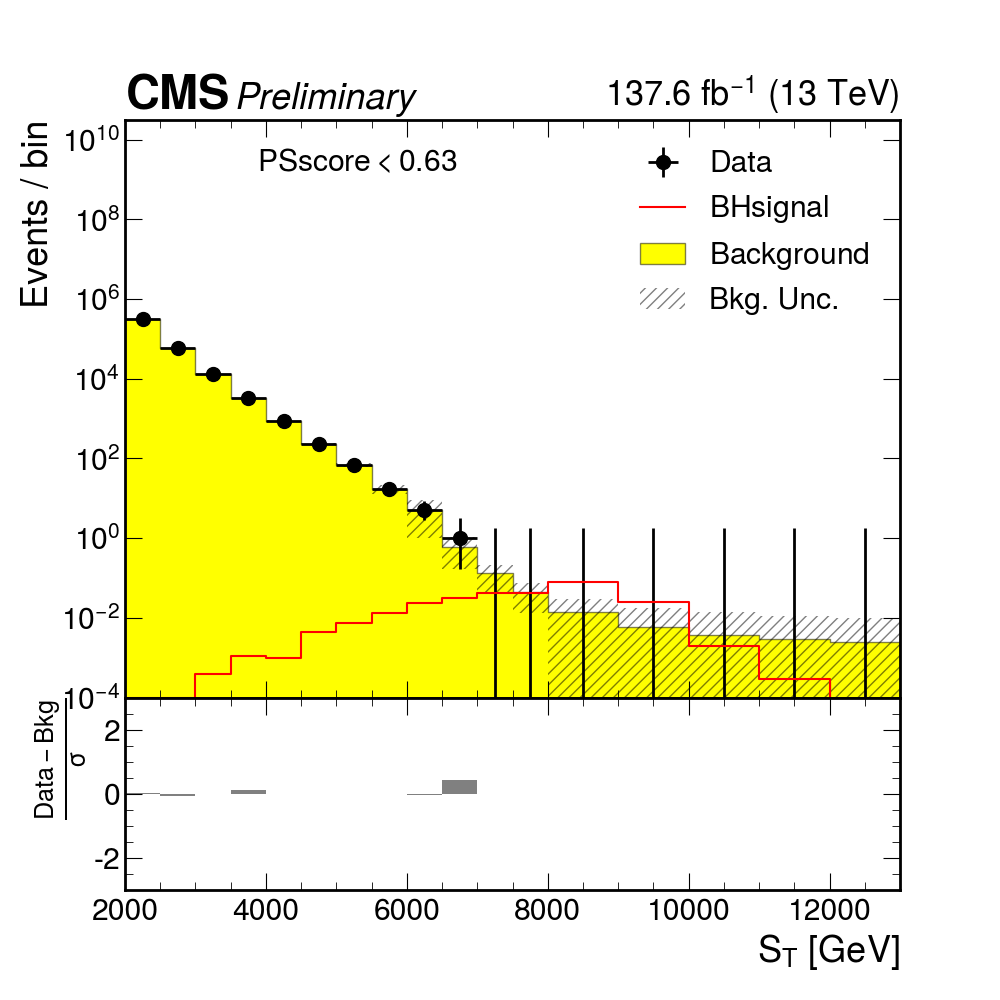 CMS Preliminary 137.6 fb⁻¹ (13 TeV)
Events / bin
PSscore < 0.63
Data
BHsignal
Background
Bkg. Unc.
10¹⁰
10⁸
10⁶
10⁴
10²
10⁰
10⁻²
10⁻⁴
Data − Bkg
σ
2
0
-2
2000 4000 6000 8000 10000 12000
S_T [GeV]